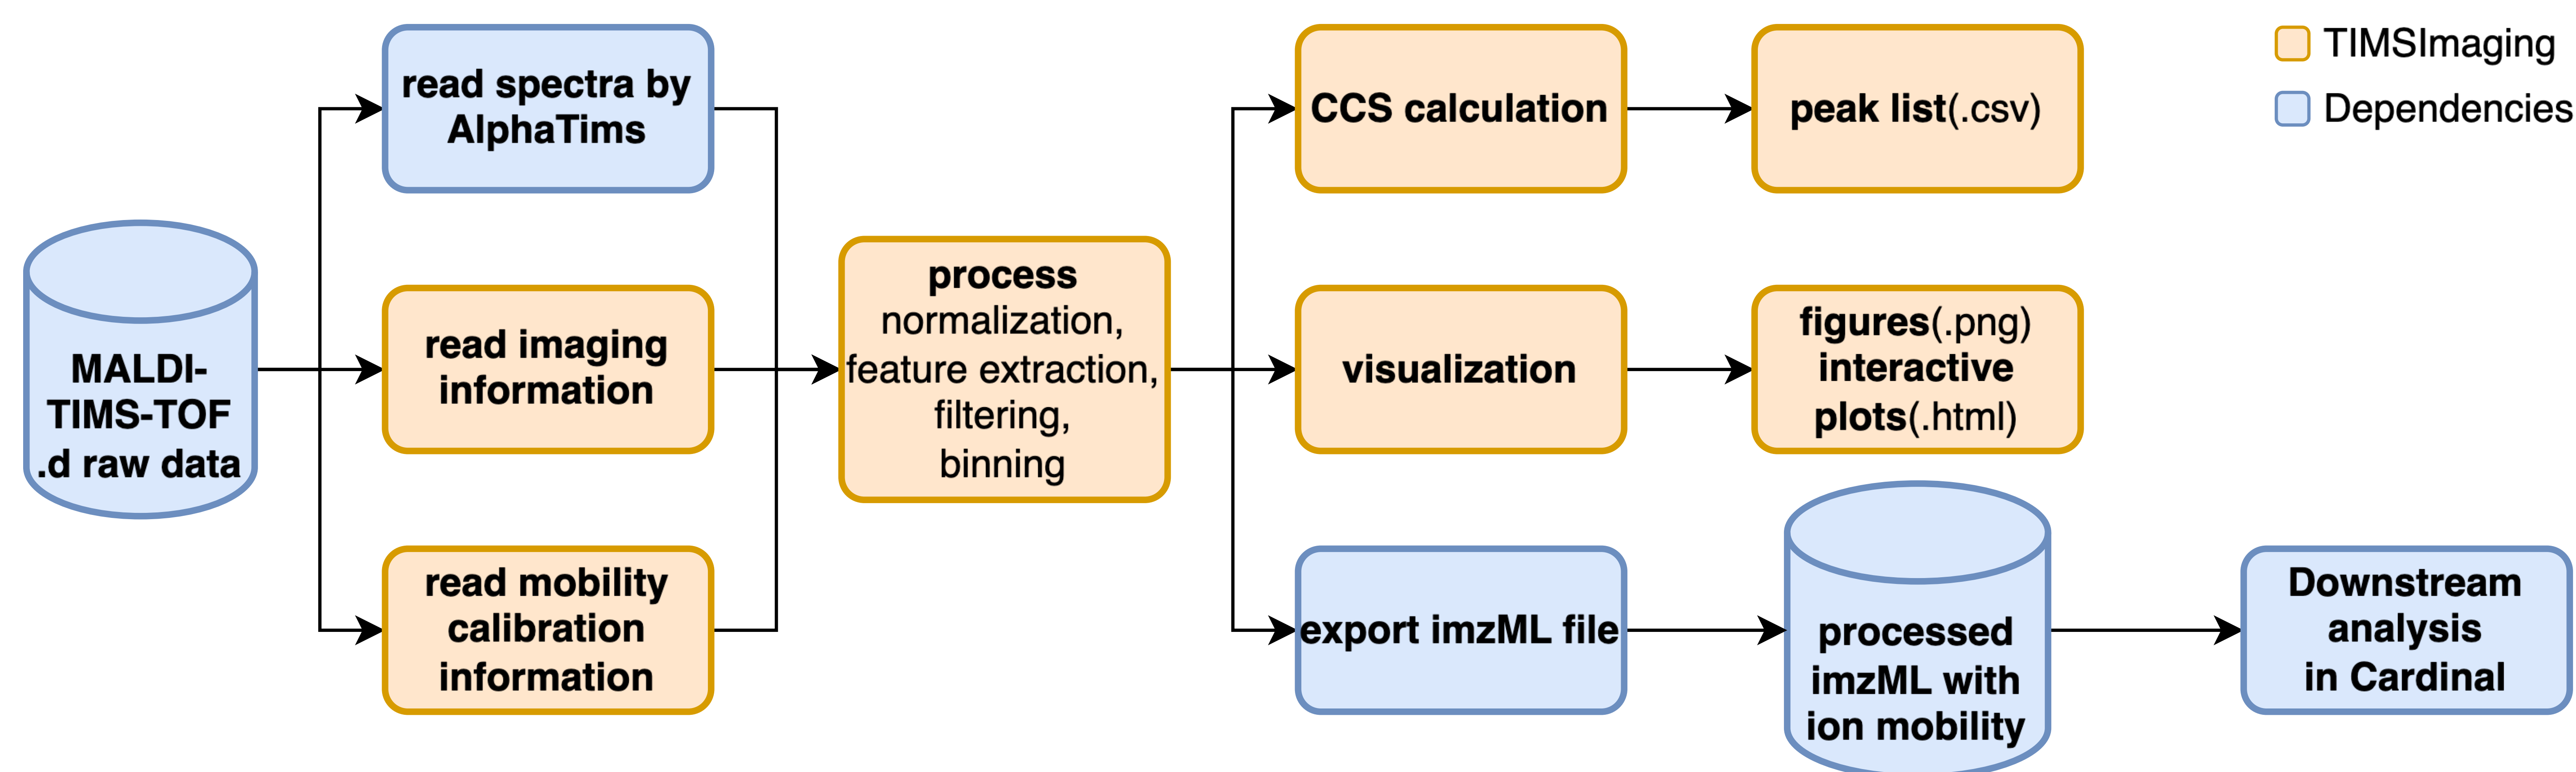 MALDI-
TIMS-TOF
.d raw data
read spectra by
AlphaTims
read imaging
information
read mobility
calibration
information
process
normalization,
feature extraction,
filtering,
binning
CCS calculation
peak list(.csv)
visualization
figures(.png)
interactive
plots(.html)
export imzML file
processed
imzML with
ion mobility
Downstream
analysis
in Cardinal
TIMSImaging
Dependencies